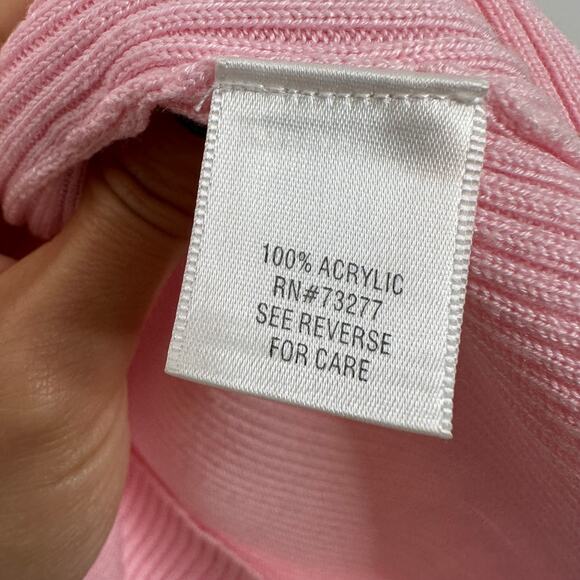 100% ACRYLIC
RN#73277
SEE REVERSE
FOR CARE